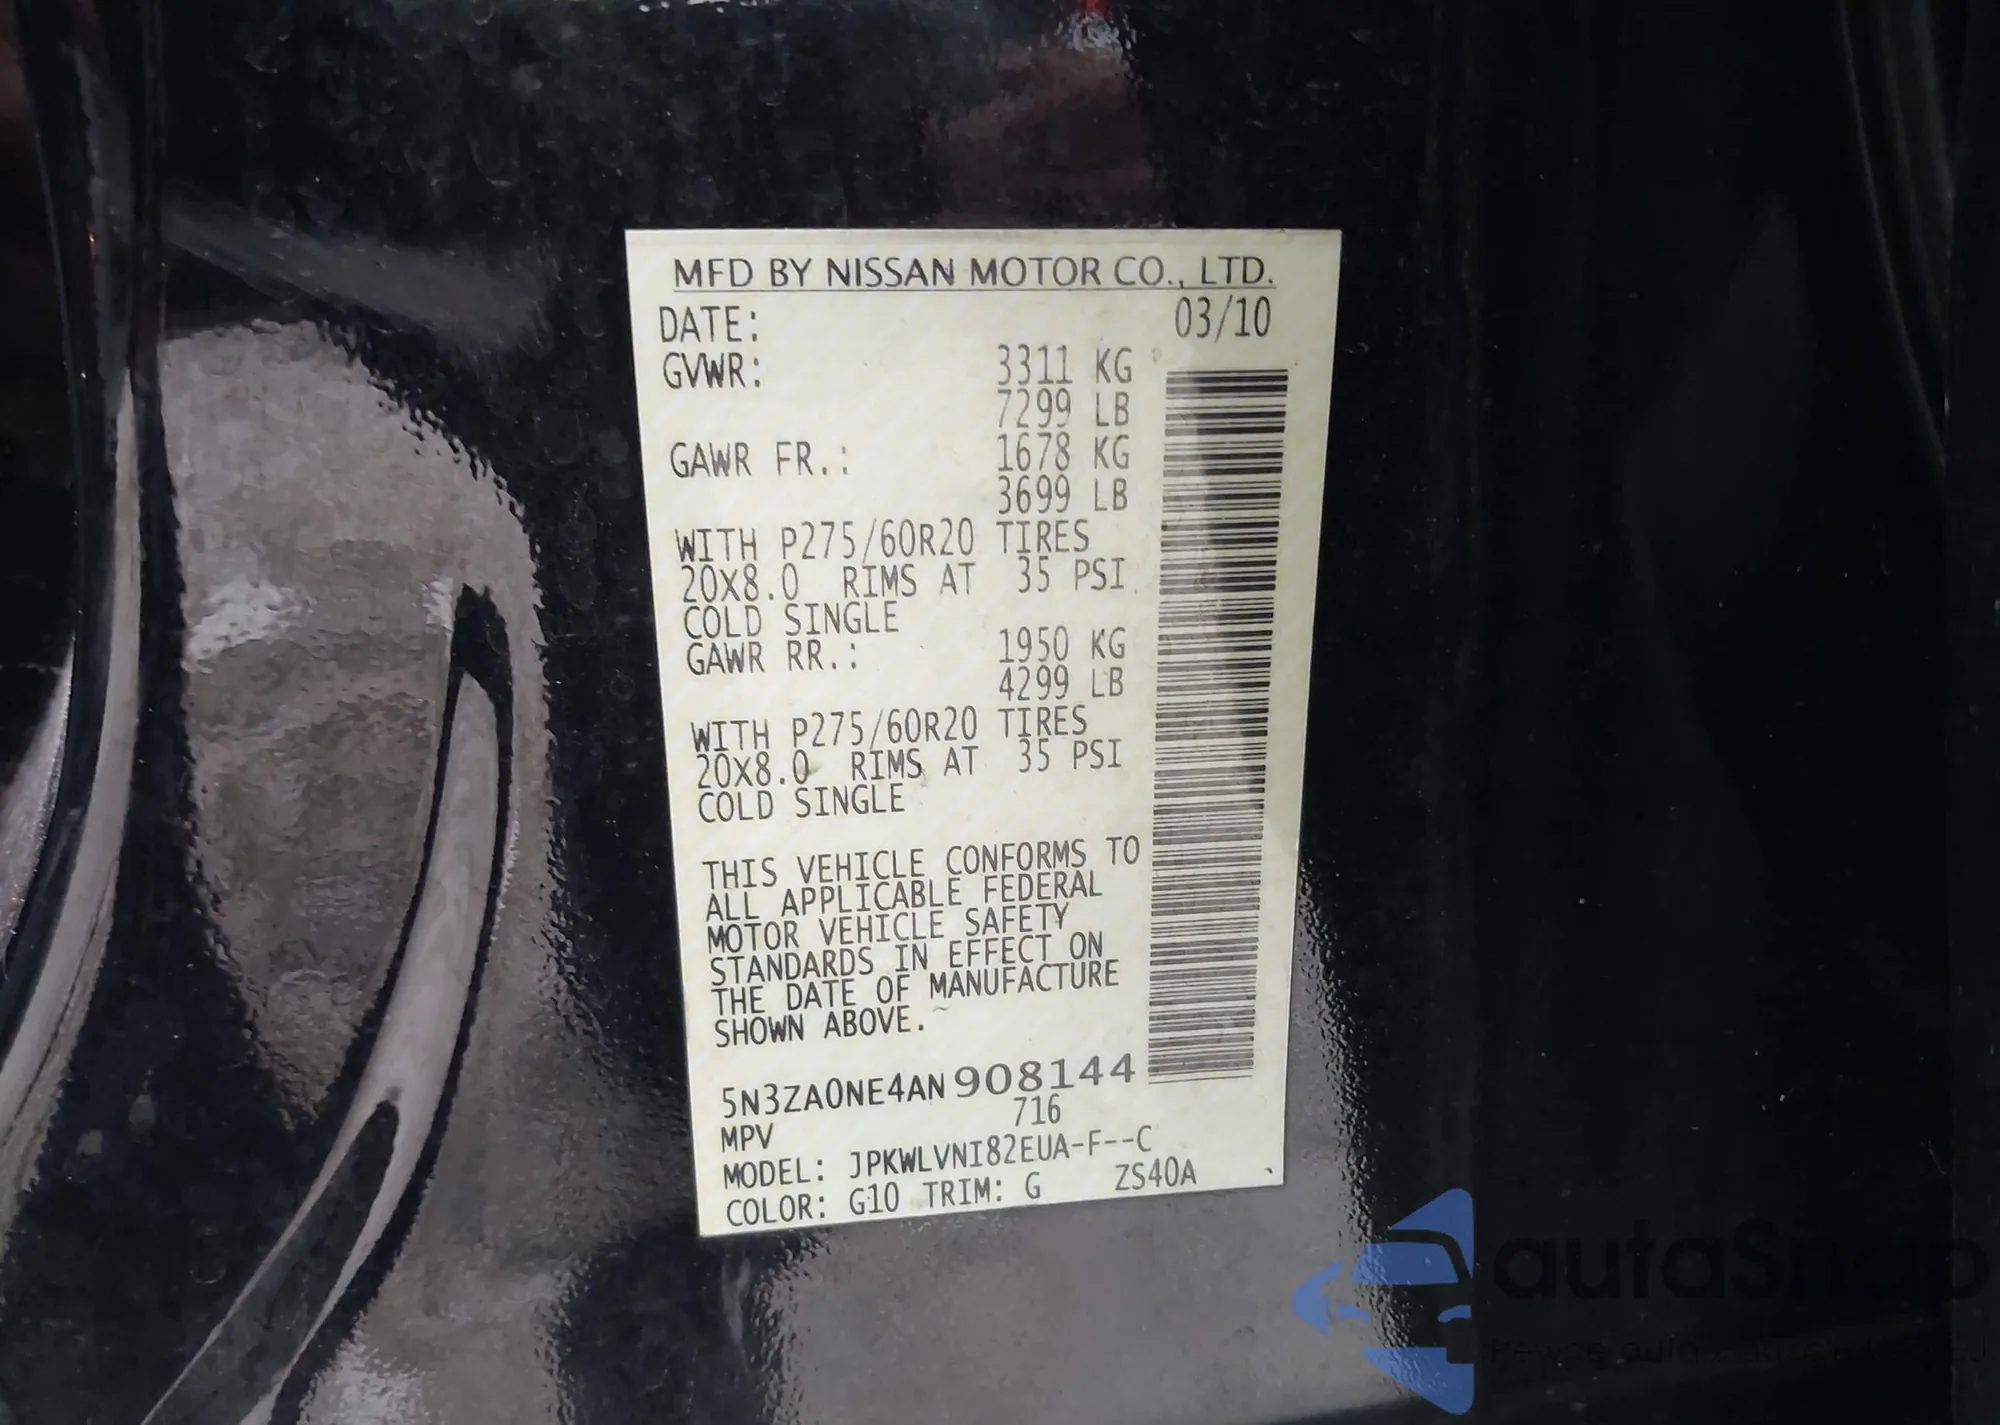 MFD BY NISSAN MOTOR CO., LTD.
DATE: 03/10
GVWR: 3311 KG
7299 LB
GAWR FR.: 1678 KG
3699 LB
WITH P275/60R20 TIRES
20X8.0 RIMS AT 35 PSI
COLD SINGLE
GAWR RR.: 1950 KG
4299 LB
WITH P275/60R20 TIRES
20X8.0 RIMS AT 35 PSI
COLD SINGLE
THIS VEHICLE CONFORMS TO
ALL APPLICABLE FEDERAL
MOTOR VEHICLE SAFETY
STANDARDS IN EFFECT ON
THE DATE OF MANUFACTURE
SHOWN ABOVE.
5N3ZA0NE4AN908144
716
MPV
MODEL: JPKWLVNI82EUA-F--C
COLOR: G10 TRIM: G ZS40A
autaSnap